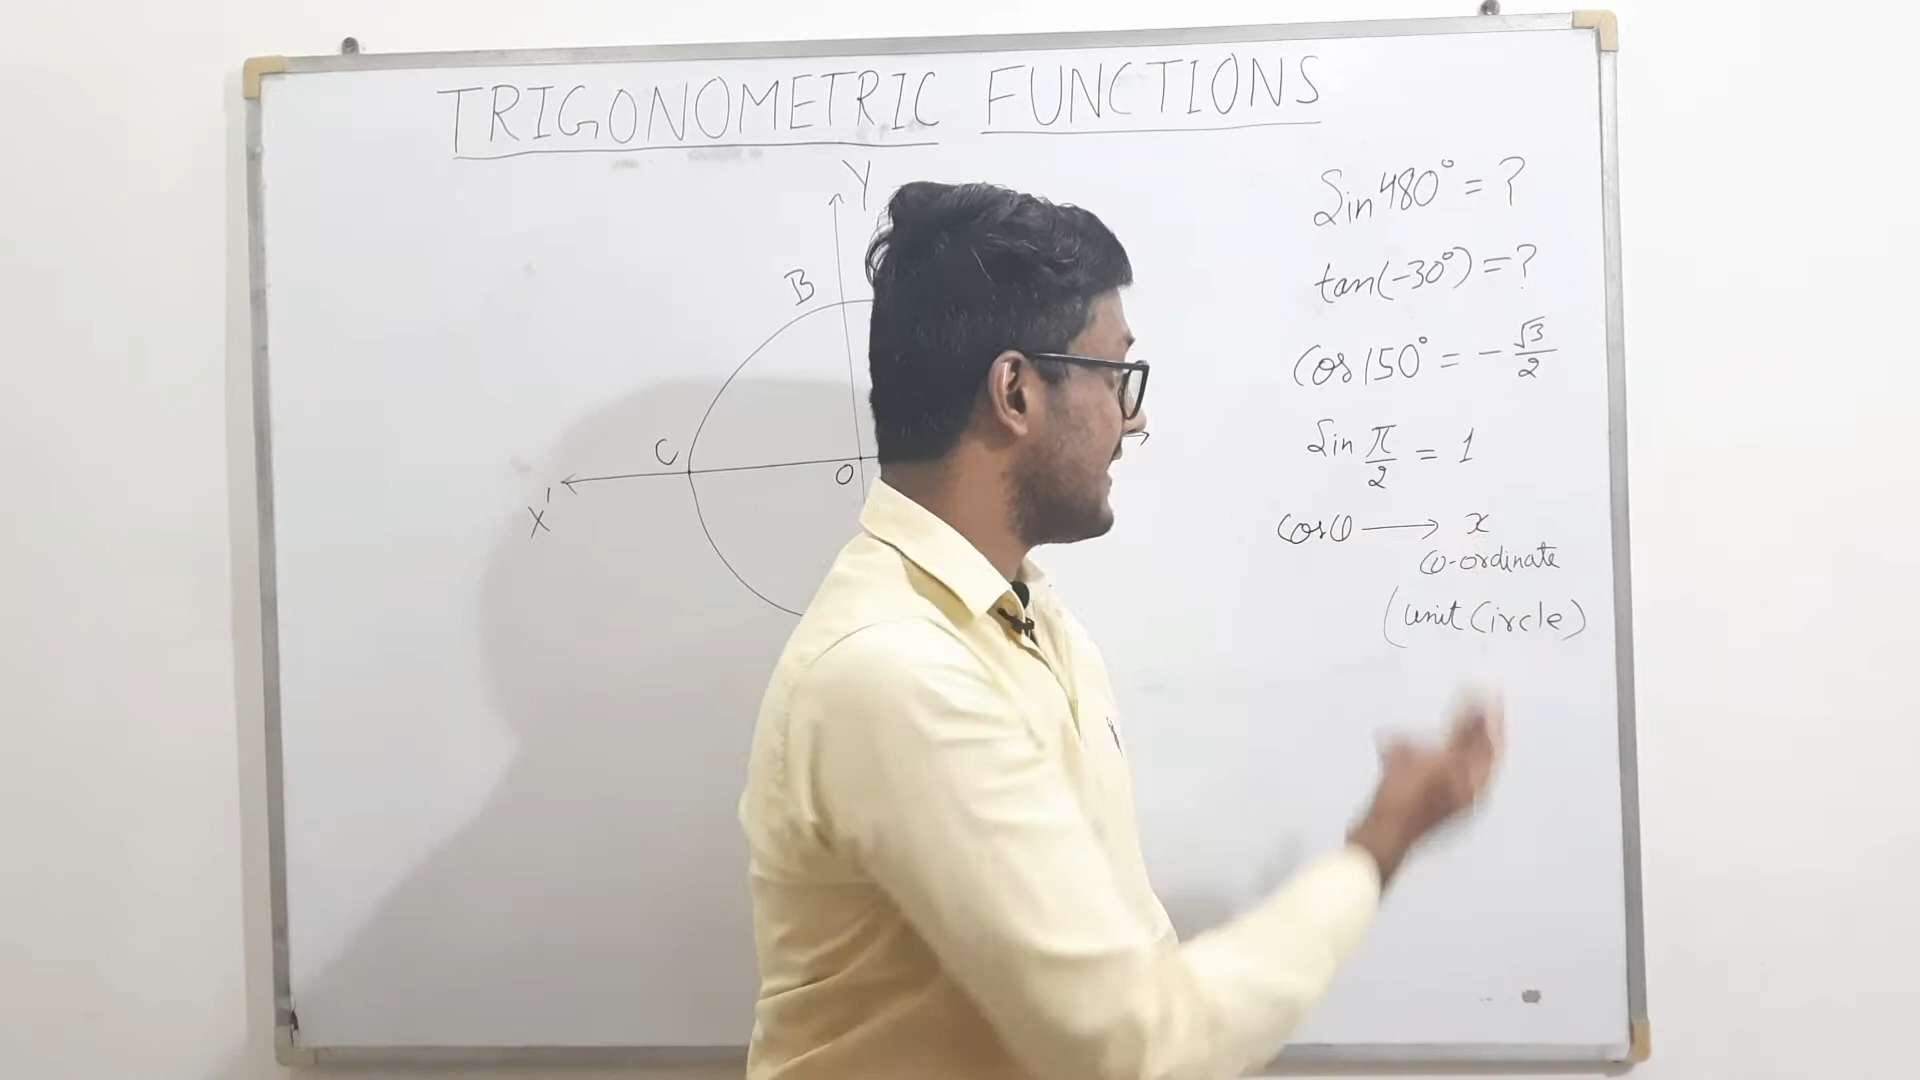 TRIGONOMETRIC FUNCTIONS
Y
B
C
O
X'
Sin 480° = ?
tan(-30°) = ?
Cos 150° = - √3/2
Sin π/2 = 1
Cosθ ⟶ x
Co-ordinate
(Unit Circle)